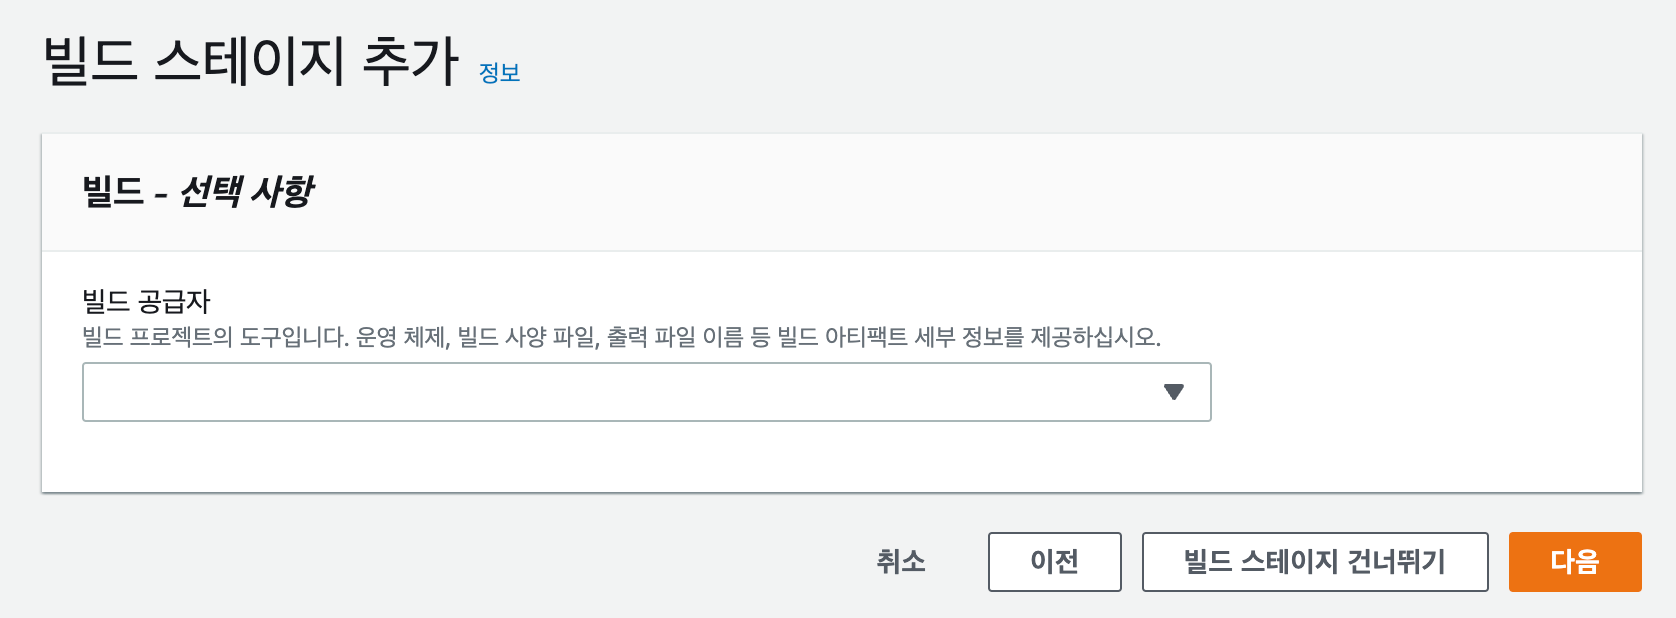 빌드 스테이지 추가 정보
빌드 - 선택 사항
빌드 공급자
빌드 프로젝트의 도구입니다. 운영 체제, 빌드 사양 파일, 출력 파일 이름 등 빌드 아티팩트 세부 정보를 제공하십시오.
취소 이전 빌드 스테이지 건너뛰기 다음